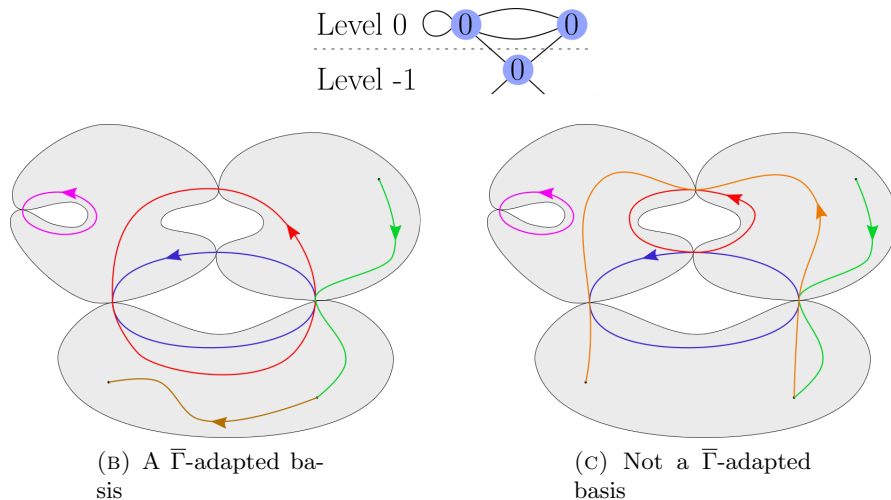 Level 0
0 0
0
Level -1
(B) A Γ̅-adapted ba-
sis
(C) Not a Γ̅-adapted
basis